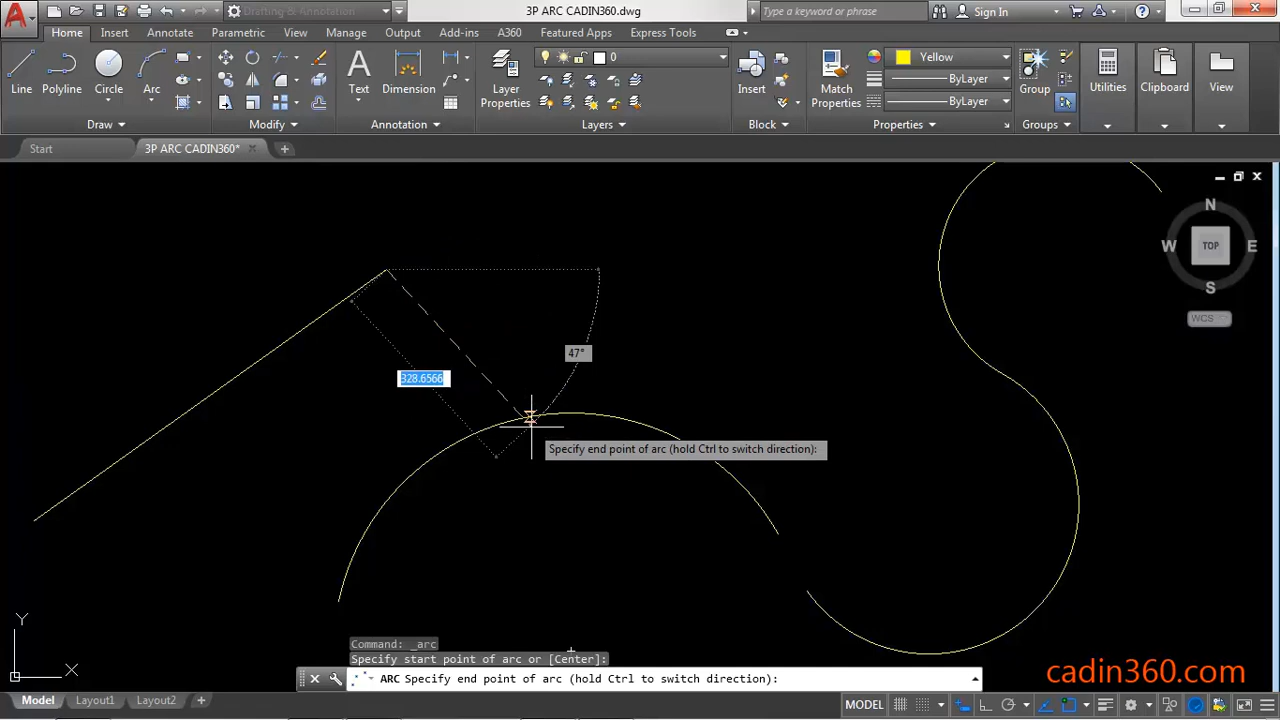 Drafting & Annotation
3P ARC CADIN360.dwg
Type a keyword or phrase
Sign In
Home Insert Annotate Parametric View Manage Output Add-ins A360 Featured Apps Express Tools
Line
Polyline
Circle
Arc
Text
Dimension
Layer
Properties
0
Insert
Match
Properties
Yellow
ByLayer
ByLayer
Group
Utilities
Clipboard
View
Draw
Modify
Annotation
Layers
Block
Properties
Groups
Start
3P ARC CADIN360*
N
W
TOP
E
S
WCS
47°
328.6566
Specify end point of arc (hold Ctrl to switch direction):
Y
X
Command: _arc
Specify start point of arc or [Center]:
ARC Specify end point of arc (hold Ctrl to switch direction):
cadin360.com
Model Layout1 Layout2 +
MODEL